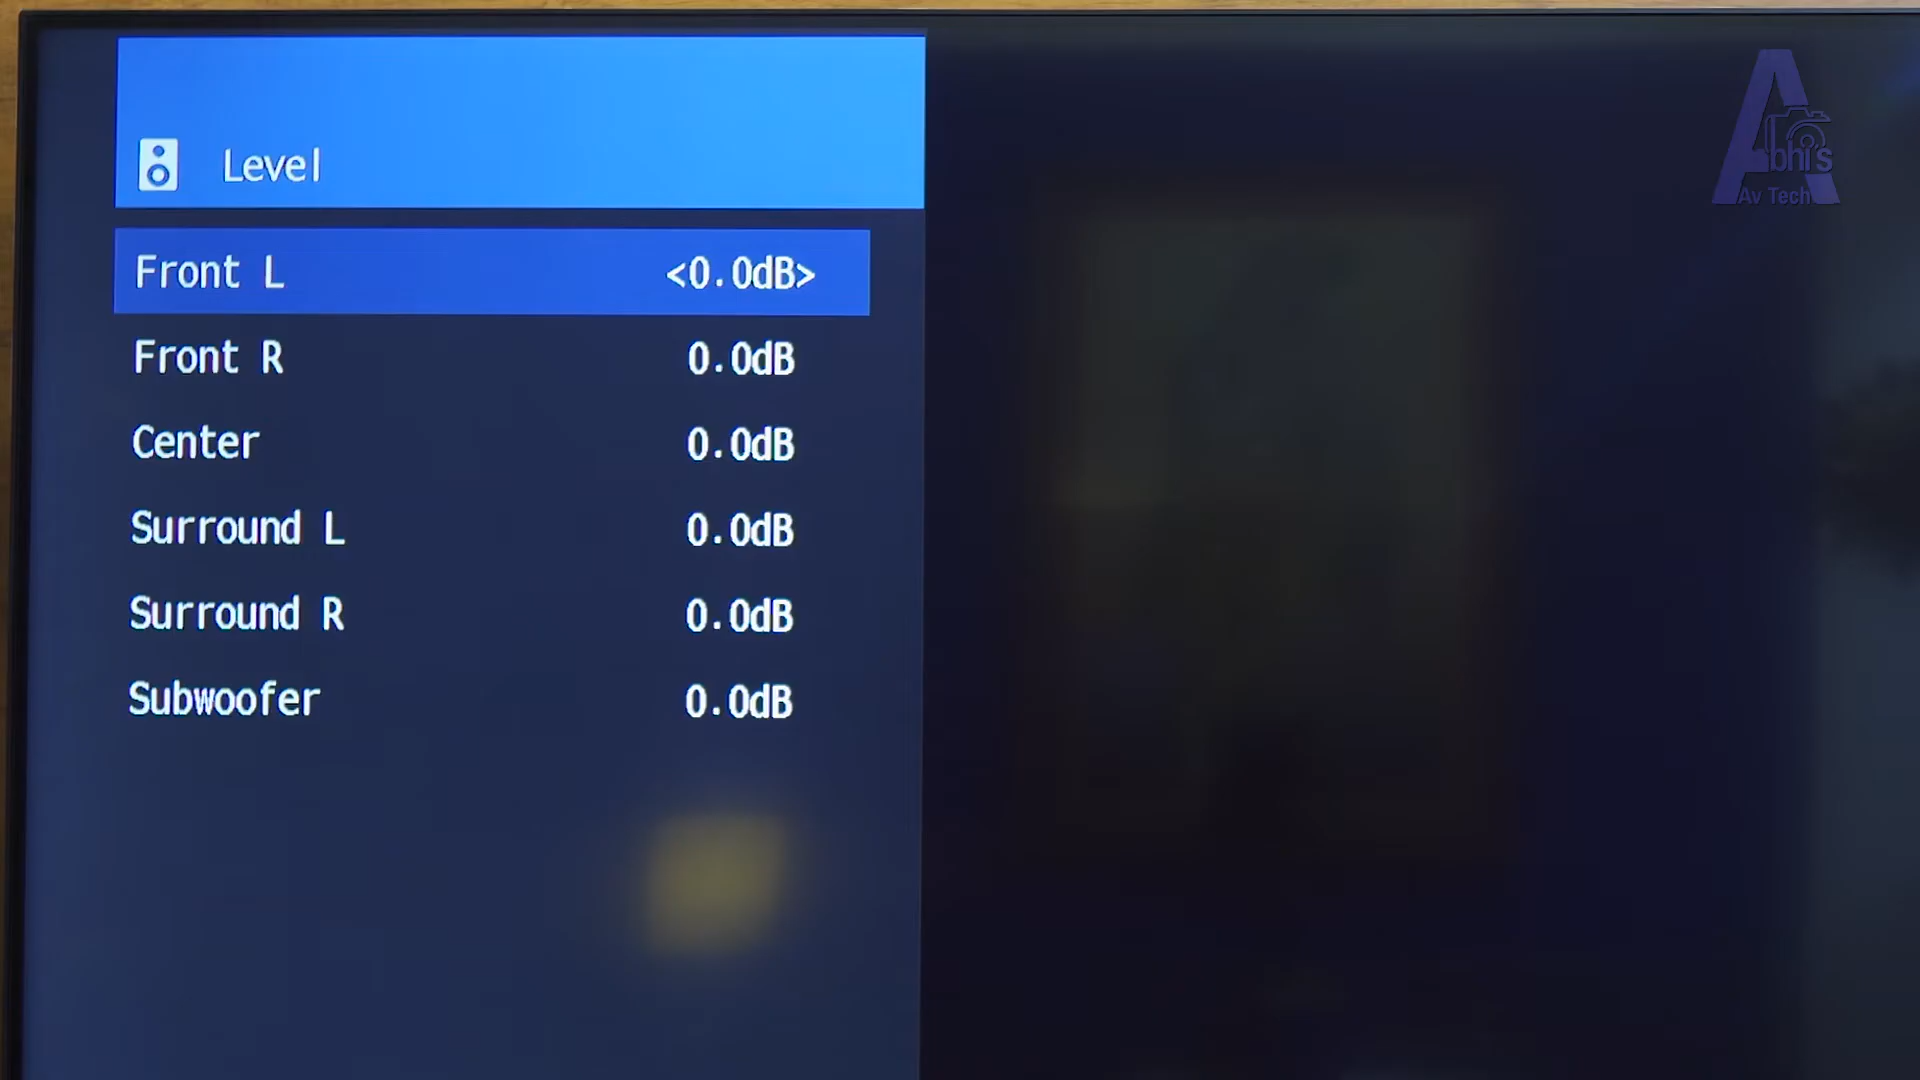 Level
Front L <0.0dB>
Front R 0.0dB
Center 0.0dB
Surround L 0.0dB
Surround R 0.0dB
Subwoofer 0.0dB
Abhi's
Av Tech